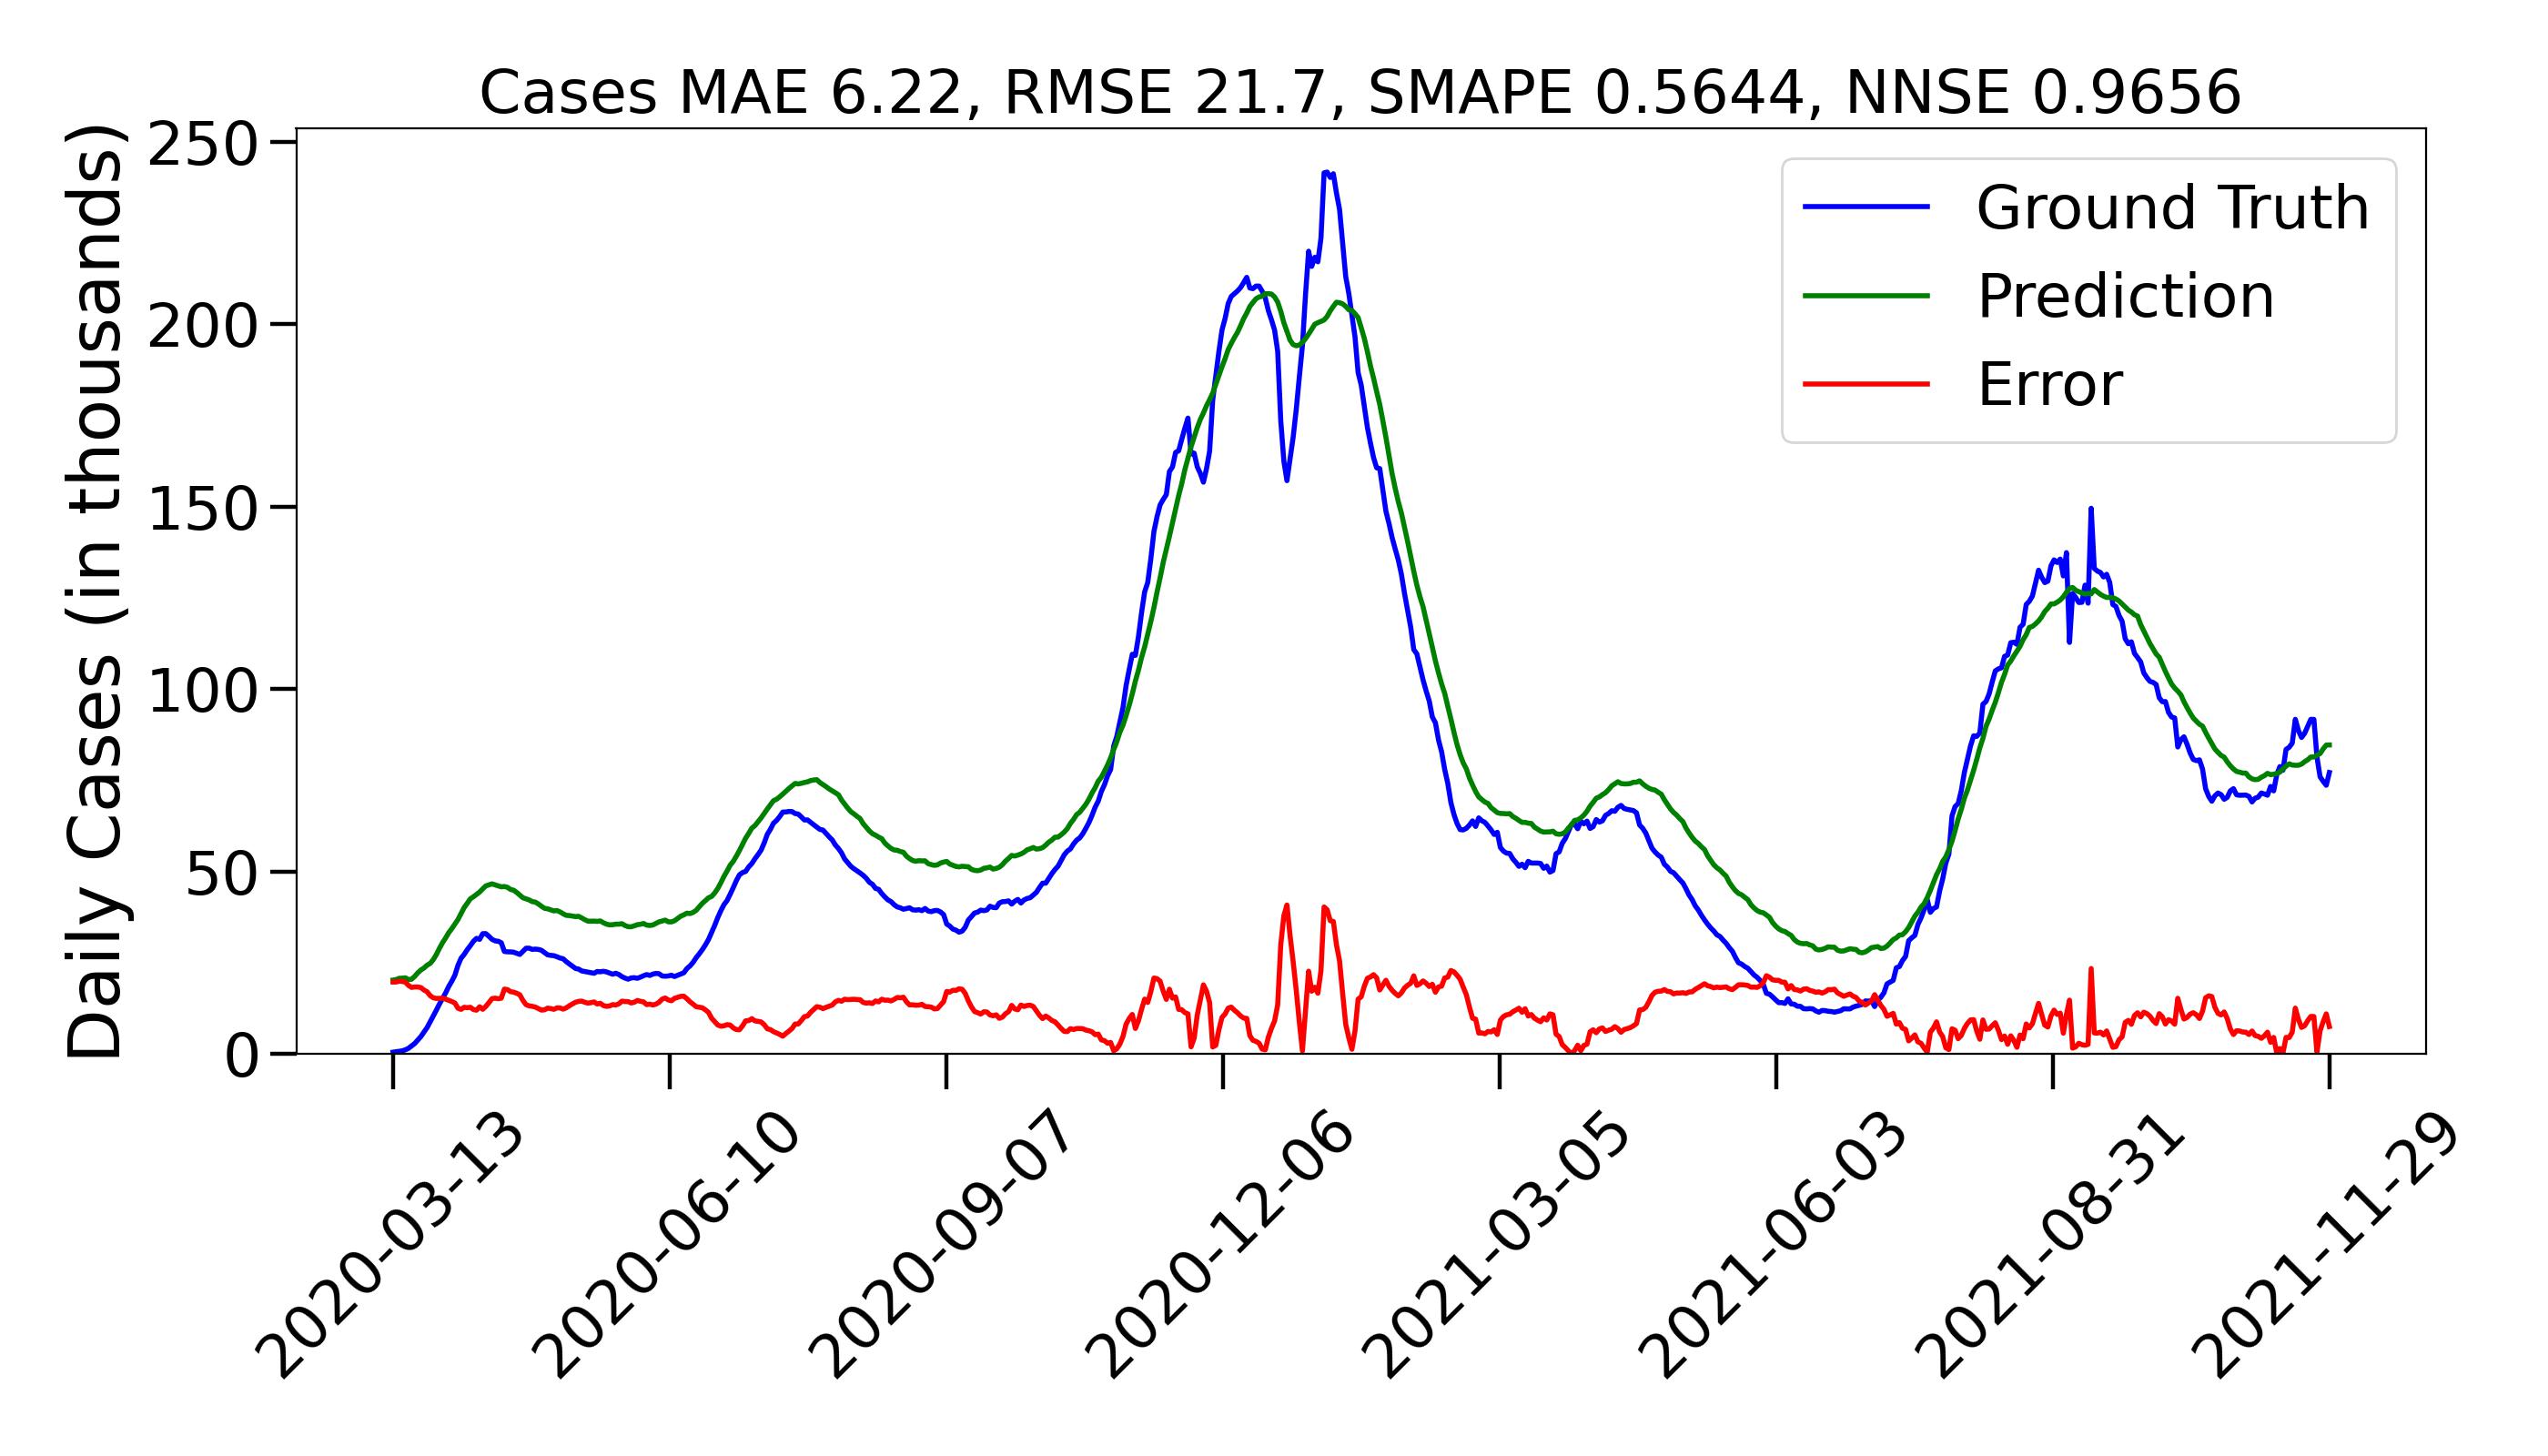 Cases MAE 6.22, RMSE 21.7, SMAPE 0.5644, NNSE 0.9656
Daily Cases (in thousands)
250
200
150
100
50
0
Ground Truth
Prediction
Error
2020-03-13
2020-06-10
2020-09-07
2020-12-06
2021-03-05
2021-06-03
2021-08-31
2021-11-29